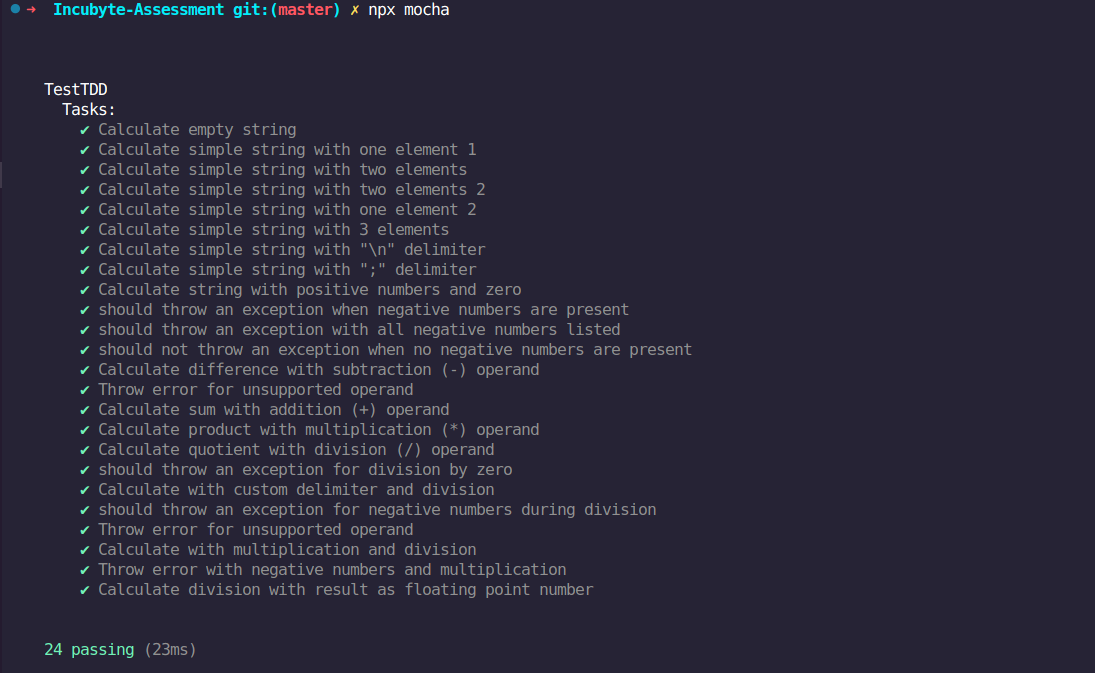 ➜ Incubyte-Assessment git:(master) ✗ npx mocha
TestTDD
Tasks:
✔ Calculate empty string
✔ Calculate simple string with one element 1
✔ Calculate simple string with two elements
✔ Calculate simple string with two elements 2
✔ Calculate simple string with one element 2
✔ Calculate simple string with 3 elements
✔ Calculate simple string with "\n" delimiter
✔ Calculate simple string with ";" delimiter
✔ Calculate string with positive numbers and zero
✔ should throw an exception when negative numbers are present
✔ should throw an exception with all negative numbers listed
✔ should not throw an exception when no negative numbers are present
✔ Calculate difference with subtraction (-) operand
✔ Throw error for unsupported operand
✔ Calculate sum with addition (+) operand
✔ Calculate product with multiplication (*) operand
✔ Calculate quotient with division (/) operand
✔ should throw an exception for division by zero
✔ Calculate with custom delimiter and division
✔ should throw an exception for negative numbers during division
✔ Throw error for unsupported operand
✔ Calculate with multiplication and division
✔ Throw error with negative numbers and multiplication
✔ Calculate division with result as floating point number
24 passing (23ms)